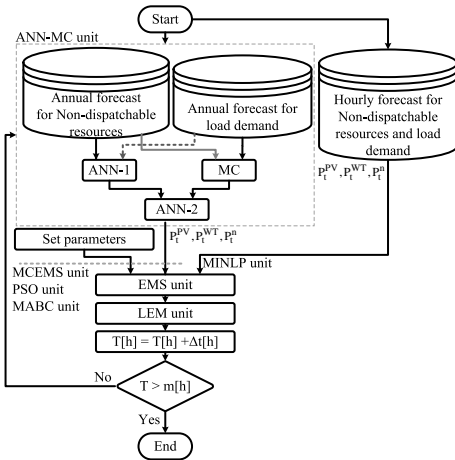 Start
ANN-MC unit
Annual forecast
for Non-dispatchable
resources
Annual forecast for
load demand
Hourly forecast for
Non-dispatchable
resources and load
demand
ANN-1
MC
P_t^PV, P_t^WT, P_t^n
ANN-2
Set parameters
P_t^PV, P_t^WT, P_t^n
MINLP unit
MCEMS unit
PSO unit
MABC unit
EMS unit
LEM unit
T[h] = T[h] +Δt[h]
No
T > m[h]
Yes
End